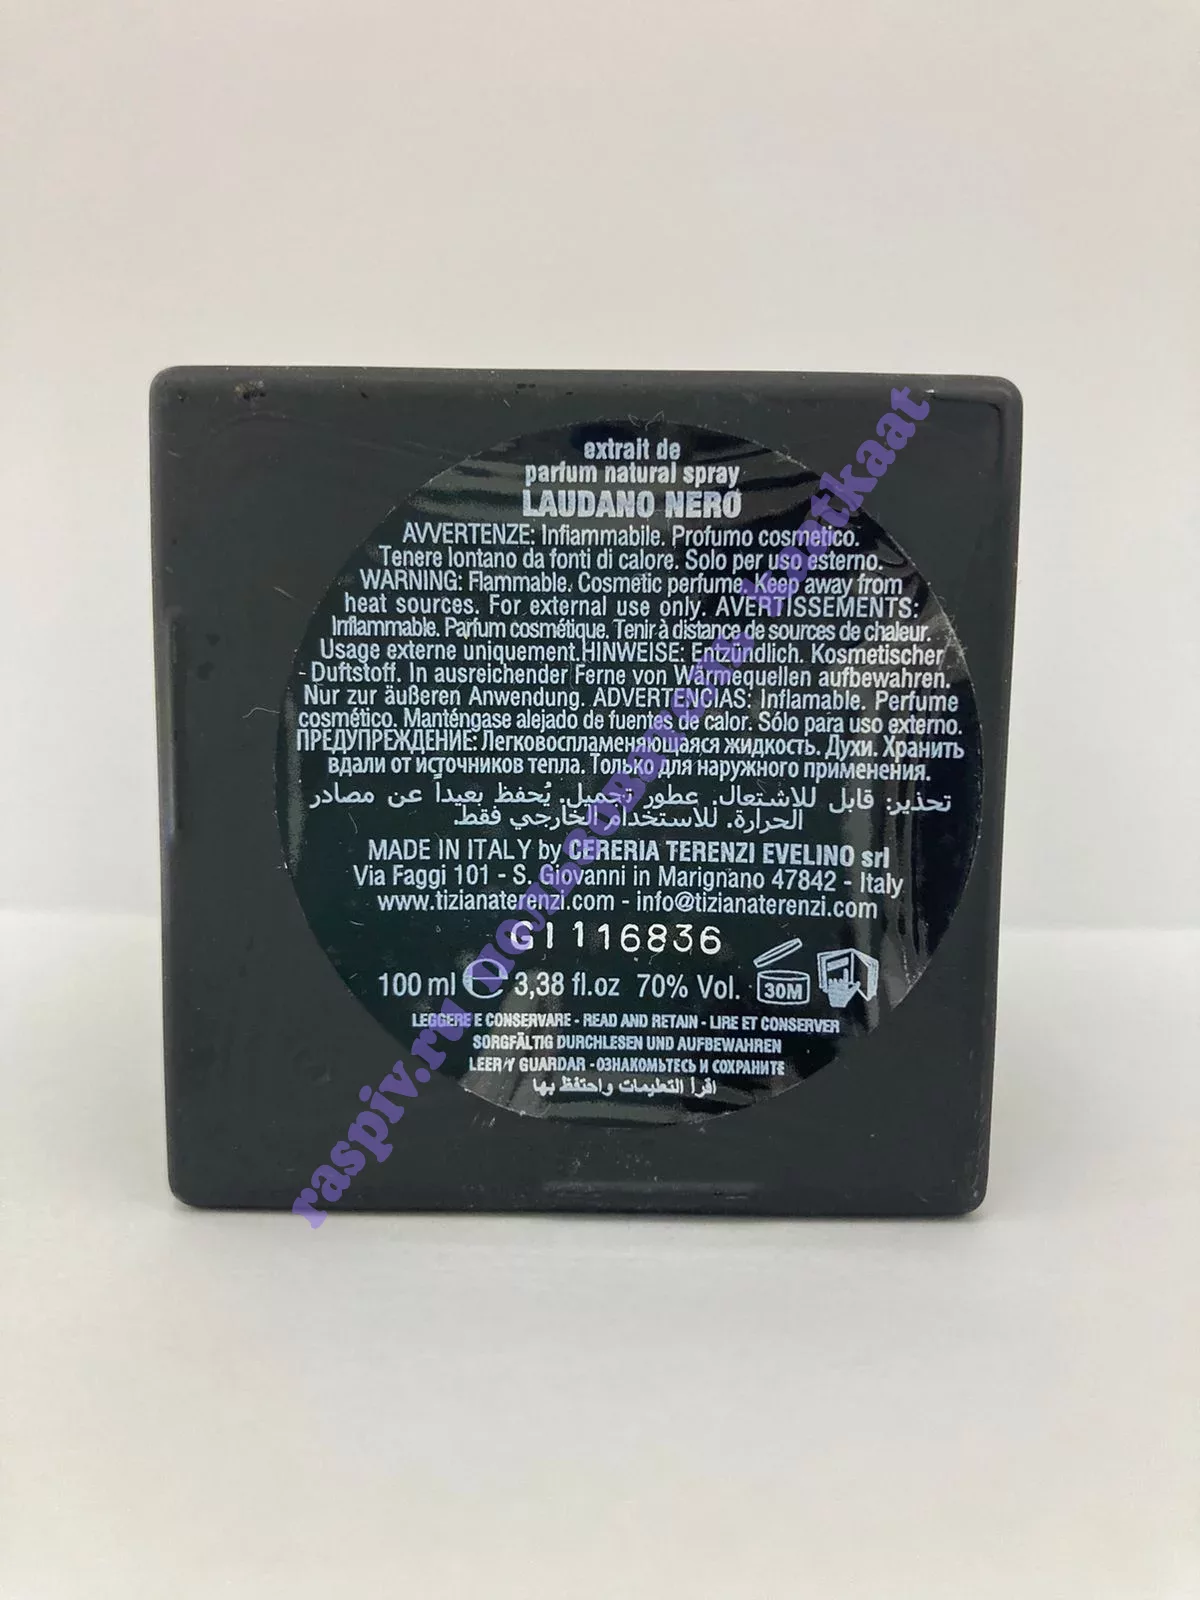 extrait de
parfum natural spray
LAUDANO NERO
AVVERTENZE: Infiammabile. Profumo cosmetico.
Tenere lontano da fonti di calore. Solo per uso esterno.
WARNING: Flammable. Cosmetic perfume. Keep away from
heat sources. For external use only. AVERTISSEMENTS:
Inflammable. Parfum cosmétique. Tenir à distance de sources de chaleur.
Usage externe uniquement.HINWEISE: Entzündlich. Kosmetischer
Duftstoff. In ausreichender Ferne von Wärmequellen aufbewahren.
Nur zur äußeren Anwendung. ADVERTENCIAS: Inflamable. Perfume
cosmético. Manténgase alejado de fuentes de calor. Sólo para uso externo.
ПРЕДУПРЕЖДЕНИЕ: Легковоспламеняющаяся жидкость. Духи. Хранить
вдали от источников тепла. Только для наружного применения.
تحذير: قابل للاشتعال. عطور تجميل. يُحفظ بعيداً عن مصادر
الحرارة. للاستخدام الخارجي فقط.
MADE IN ITALY by CERERIA TERENZI EVELINO srl
Via Faggi 101 - S. Giovanni in Marignano 47842 - Italy
www.tizianaterenzi.com - info@tizianaterenzi.com
GI 116836
100 ml 3,38 fl.oz 70% Vol. 30M
LEGGERE E CONSERVARE - READ AND RETAIN - LIRE ET CONSERVER
SORGFÄLTIG DURCHLESEN UND AUFBEWAHREN
LEER Y GUARDAR - ОЗНАКОМЬТЕСЬ И СОХРАНИТЕ
اقرأ التعليمات واحتفظ بها
raspiv.ru